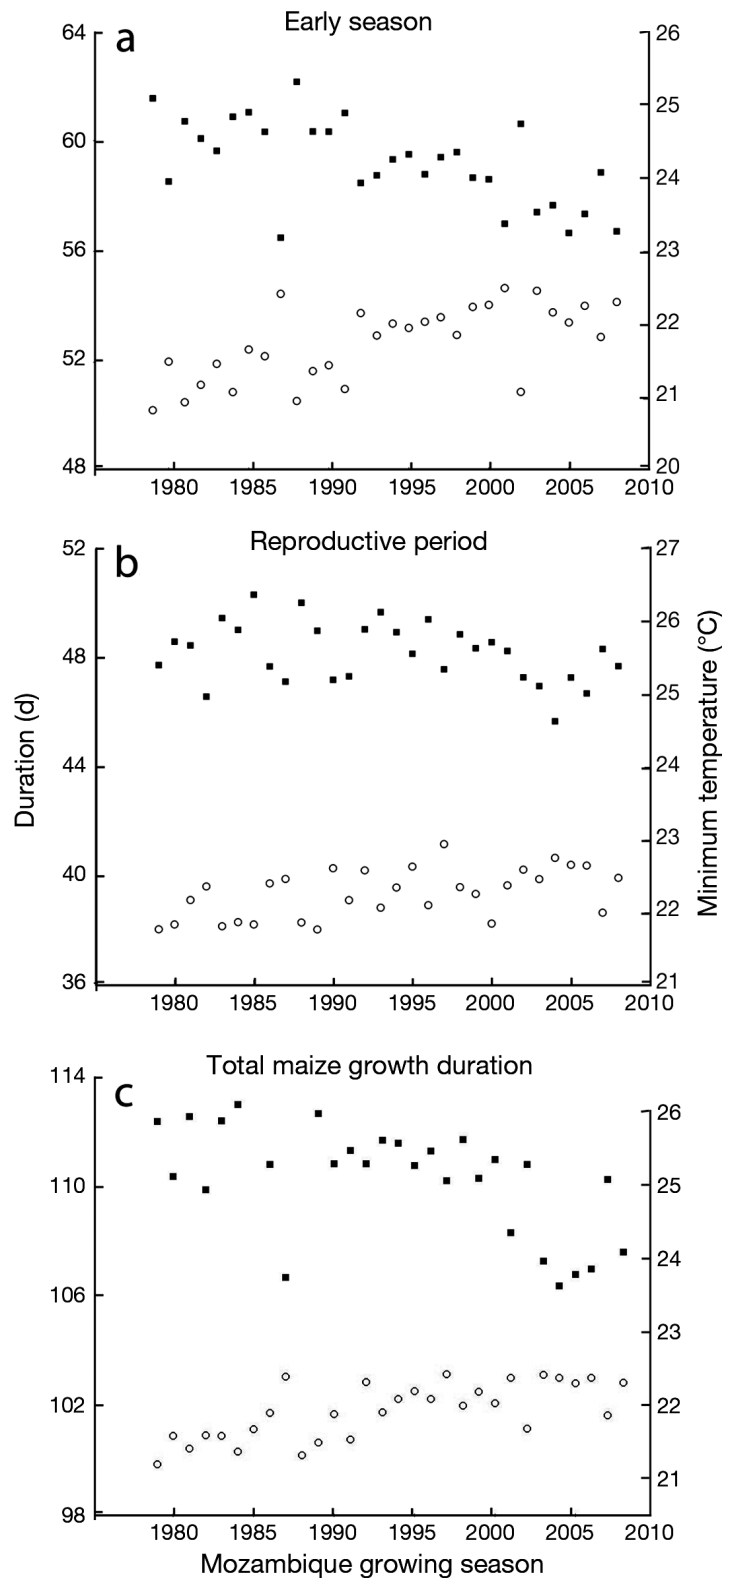 Early season
a
64
60
56
52
48
26
25
24
23
22
21
20
1980 1985 1990 1995 2000 2005 2010
Reproductive period
b
52
48
44
40
36
27
26
25
24
23
22
21
1980 1985 1990 1995 2000 2005 2010
Duration (d)
Minimum temperature (°C)
Total maize growth duration
c
114
110
106
102
98
26
25
24
23
22
21
1980 1985 1990 1995 2000 2005 2010
Mozambique growing season